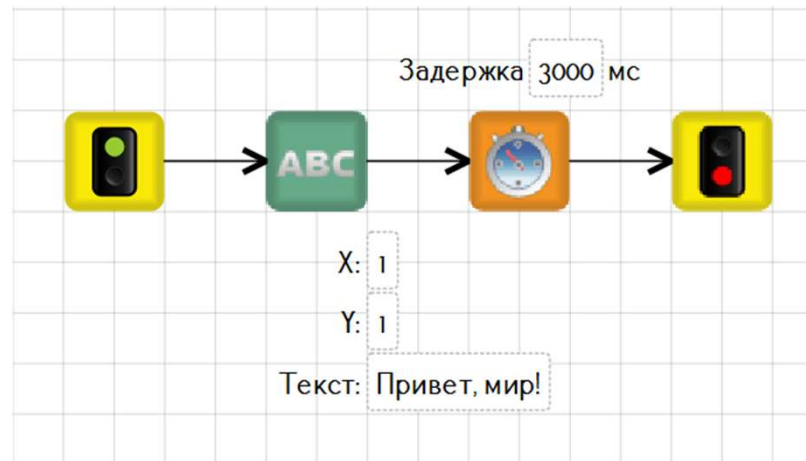 Задержка 3000 мс
ABC
X: 1
Y: 1
Текст: Привет, мир!